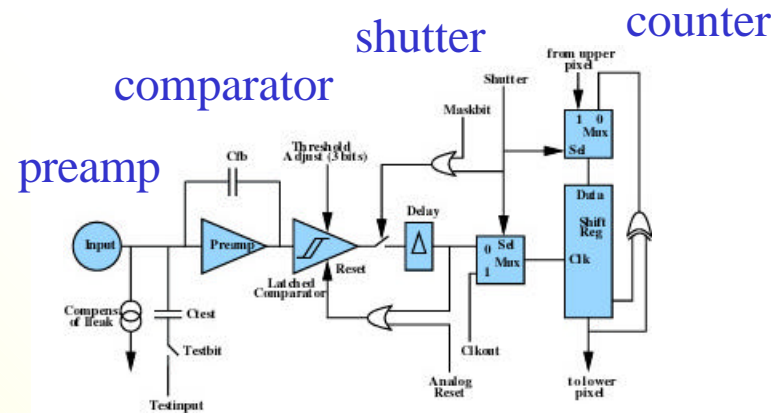 counter
shutter
comparator
preamp
from upper
pixel
Shutter
1 0
Mux
Sel
Maskbit
Threshold
Adjust (3 bits)
Cfb
Data
Shift
Reg
Clk
Delay
Δ
Input
Preamp
Reset
Latched
Comparator
0 Sel
1 Mux
Compens.
of Ileak
Ctest
Testbit
Clkout
Analog
Reset
to lower
pixel
Testinput